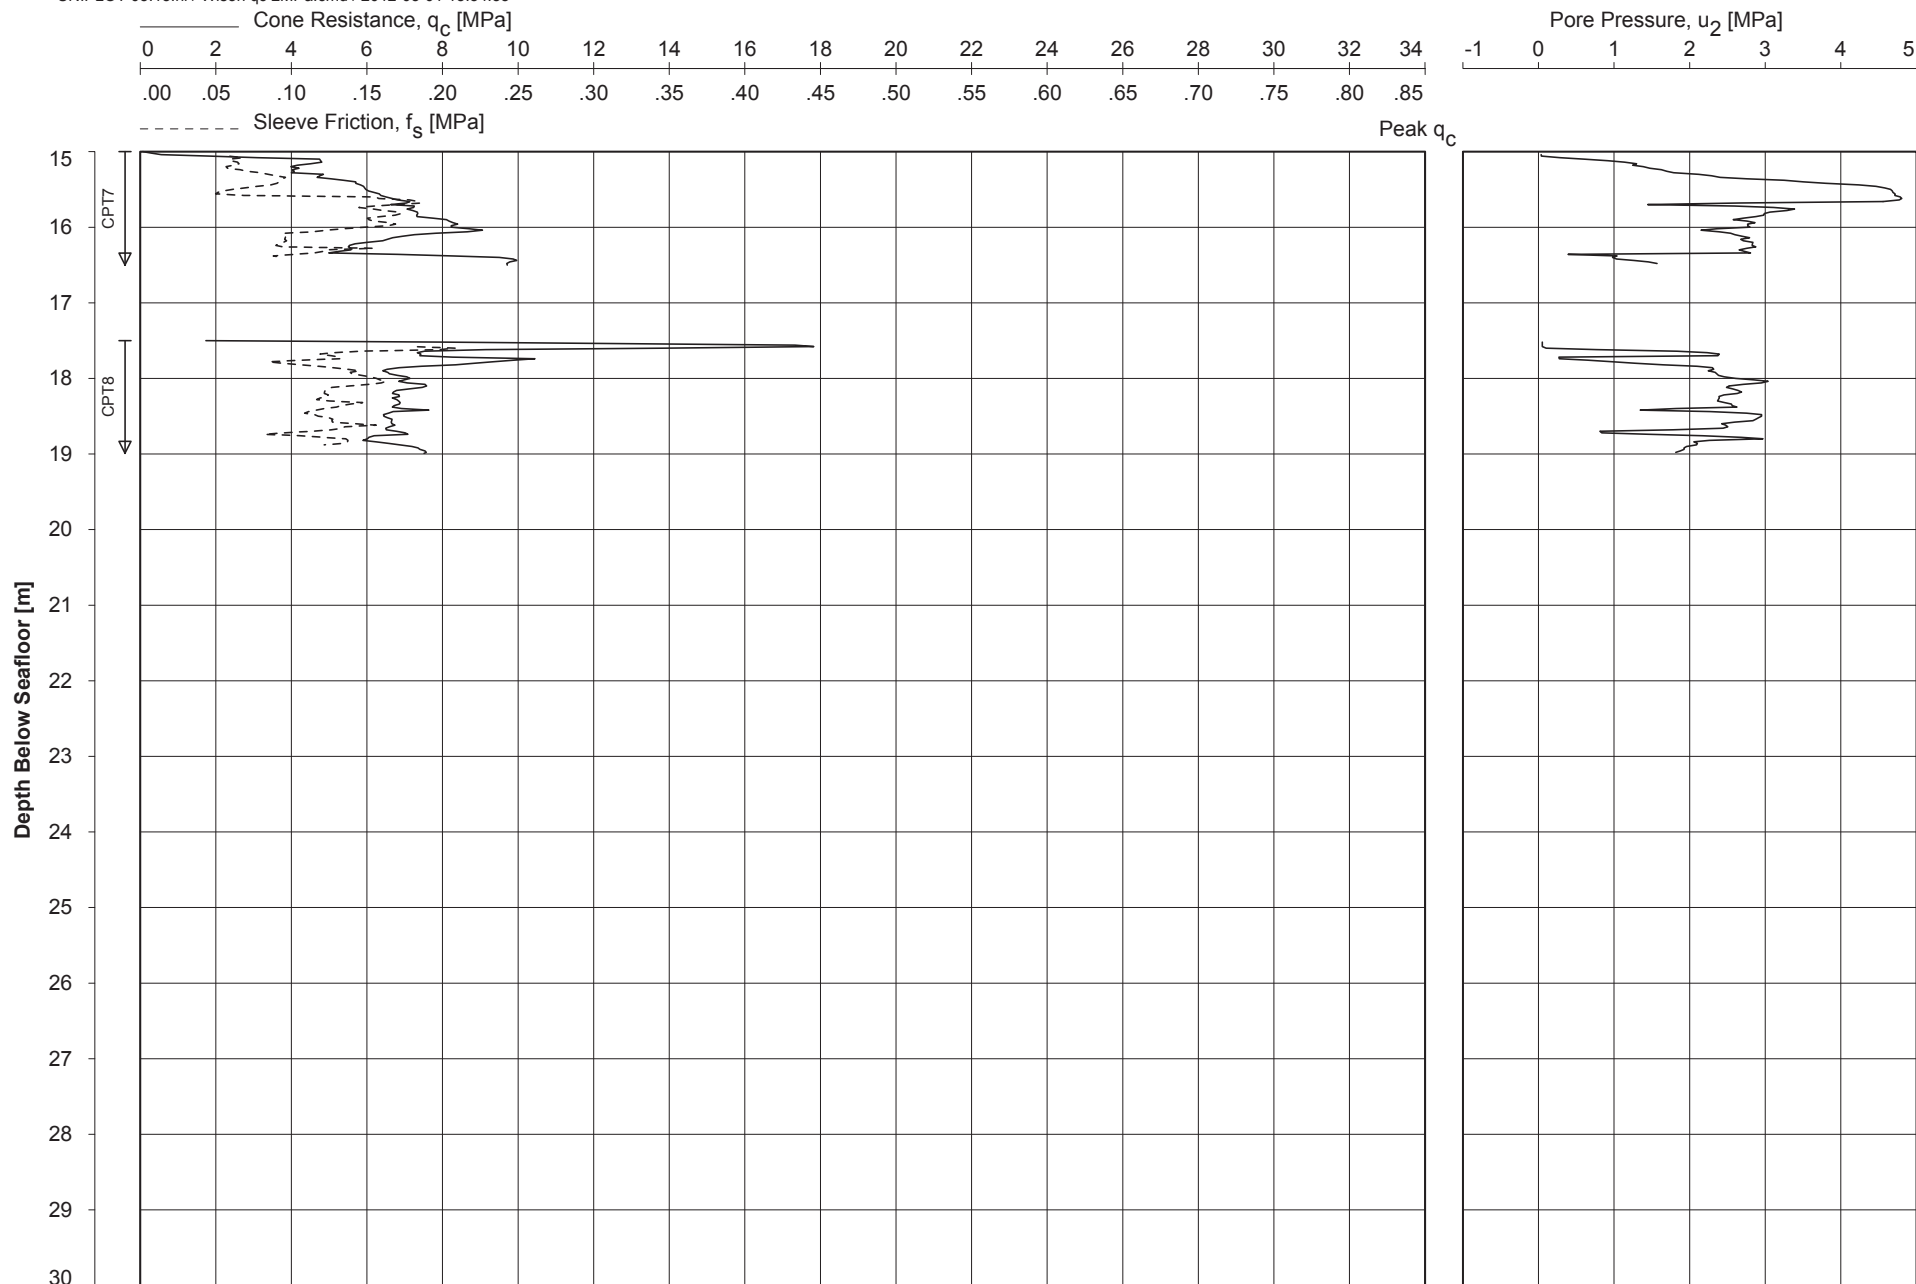 Cone Resistance, qc [MPa]
0 2 4 6 8 10 12 14 16 18 20 22 24 26 28 30 32 34
.00 .05 .10 .15 .20 .25 .30 .35 .40 .45 .50 .55 .60 .65 .70 .75 .80 .85
Sleeve Friction, fs [MPa]
Peak qc
Pore Pressure, u2 [MPa]
-1 0 1 2 3 4 5
Depth Below Seafloor [m]
15
16
17
18
19
20
21
22
23
24
25
26
27
28
29
30
CPT7
CPT8